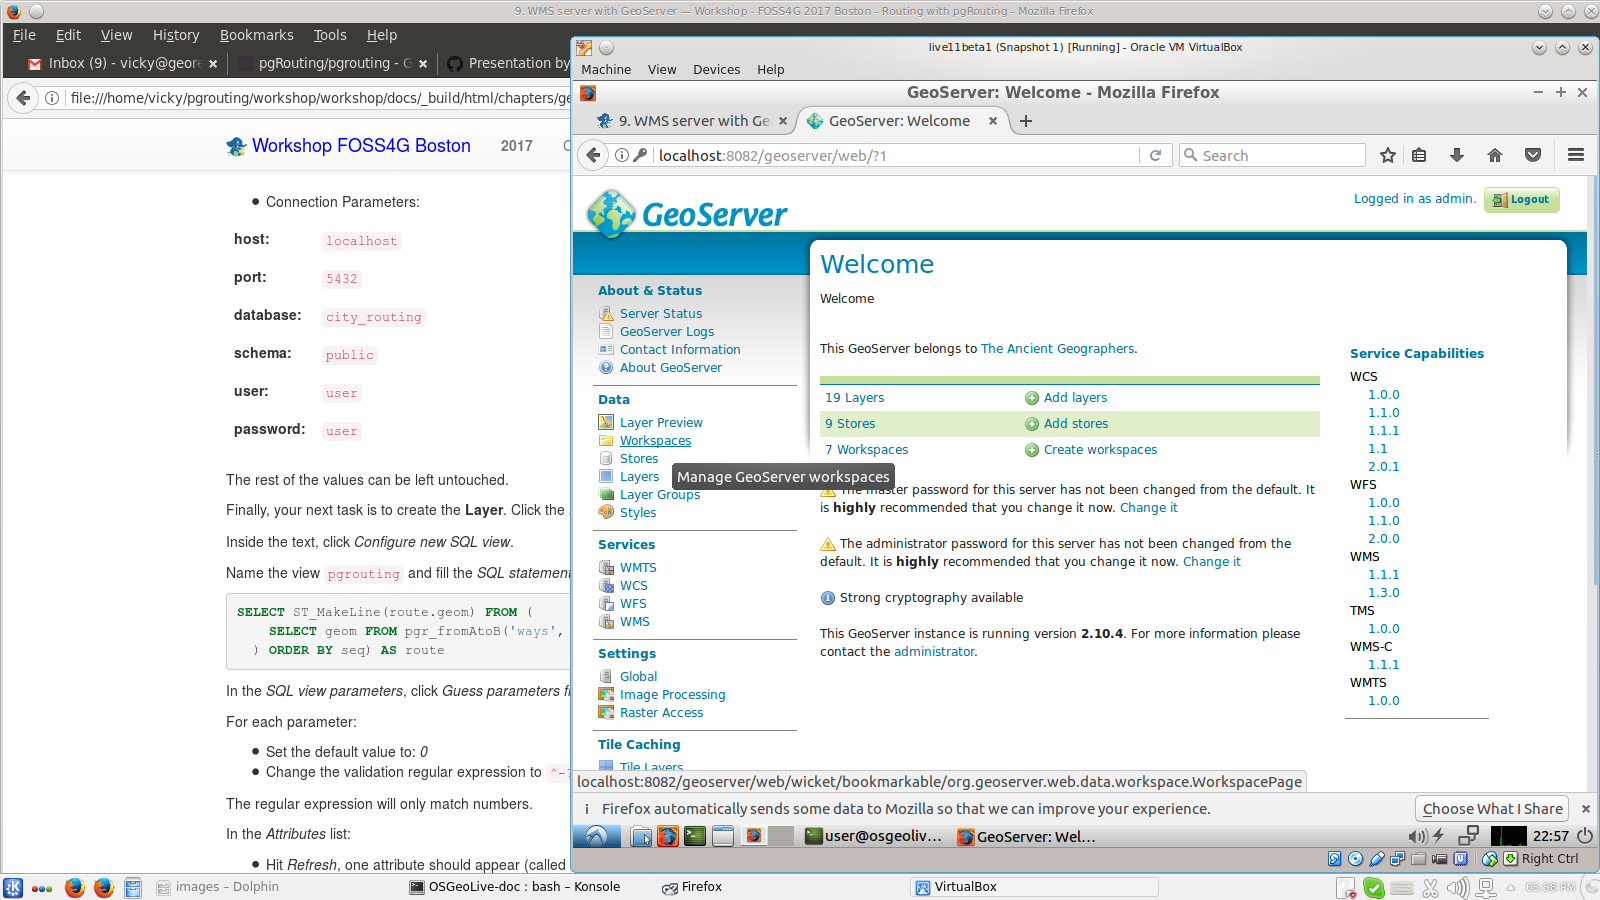 9. WMS server with GeoServer — Workshop - FOSS4G 2017 Boston - Routing with pgRouting - Mozilla Firefox
File Edit View History Bookmarks Tools Help
Inbox (9) - vicky@geore
pgRouting/pgrouting - G
Presentation by
file:///home/vicky/pgrouting/workshop/workshop/docs/_build/html/chapters/ge
Workshop FOSS4G Boston 2017
Connection Parameters:
host: localhost
port: 5432
database: city_routing
schema: public
user: user
password: user
The rest of the values can be left untouched.
Finally, your next task is to create the Layer. Click the
Inside the text, click Configure new SQL view.
Name the view pgrouting and fill the SQL statement
SELECT ST_MakeLine(route.geom) FROM (
SELECT geom FROM pgr_fromAtoB('ways',
) ORDER BY seq) AS route
In the SQL view parameters, click Guess parameters f
For each parameter:
Set the default value to: 0
Change the validation regular expression to ^-?
The regular expression will only match numbers.
In the Attributes list:
Hit Refresh, one attribute should appear (called
live11beta1 (Snapshot 1) [Running] - Oracle VM VirtualBox
Machine View Devices Help
GeoServer: Welcome - Mozilla Firefox
9. WMS server with Ge
GeoServer: Welcome
localhost:8082/geoserver/web/?1
Search
GeoServer
Logged in as admin.
Logout
About & Status
Server Status
GeoServer Logs
Contact Information
About GeoServer
Data
Layer Preview
Workspaces
Stores
Layers
Layer Groups
Styles
Manage GeoServer workspaces
Services
WMTS
WCS
WFS
WMS
Settings
Global
Image Processing
Raster Access
Tile Caching
Tile Layers
Welcome
Welcome
This GeoServer belongs to The Ancient Geographers.
19 Layers Add layers
9 Stores Add stores
7 Workspaces Create workspaces
The master password for this server has not been changed from the default. It
is highly recommended that you change it now. Change it
The administrator password for this server has not been changed from the
default. It is highly recommended that you change it now. Change it
Strong cryptography available
This GeoServer instance is running version 2.10.4. For more information please
contact the administrator.
Service Capabilities
WCS
1.0.0
1.1.0
1.1.1
1.1
2.0.1
WFS
1.0.0
1.1.0
2.0.0
WMS
1.1.1
1.3.0
TMS
1.0.0
WMS-C
1.1.1
WMTS
1.0.0
localhost:8082/geoserver/web/wicket/bookmarkable/org.geoserver.web.data.workspace.WorkspacePage
Firefox automatically sends some data to Mozilla so that we can improve your experience.
Choose What I Share
user@osgeoliv...
GeoServer: Wel...
22:57
Right Ctrl
images – Dolphin
OSGeoLive-doc : bash – Konsole
Firefox
VirtualBox
05:58 PM